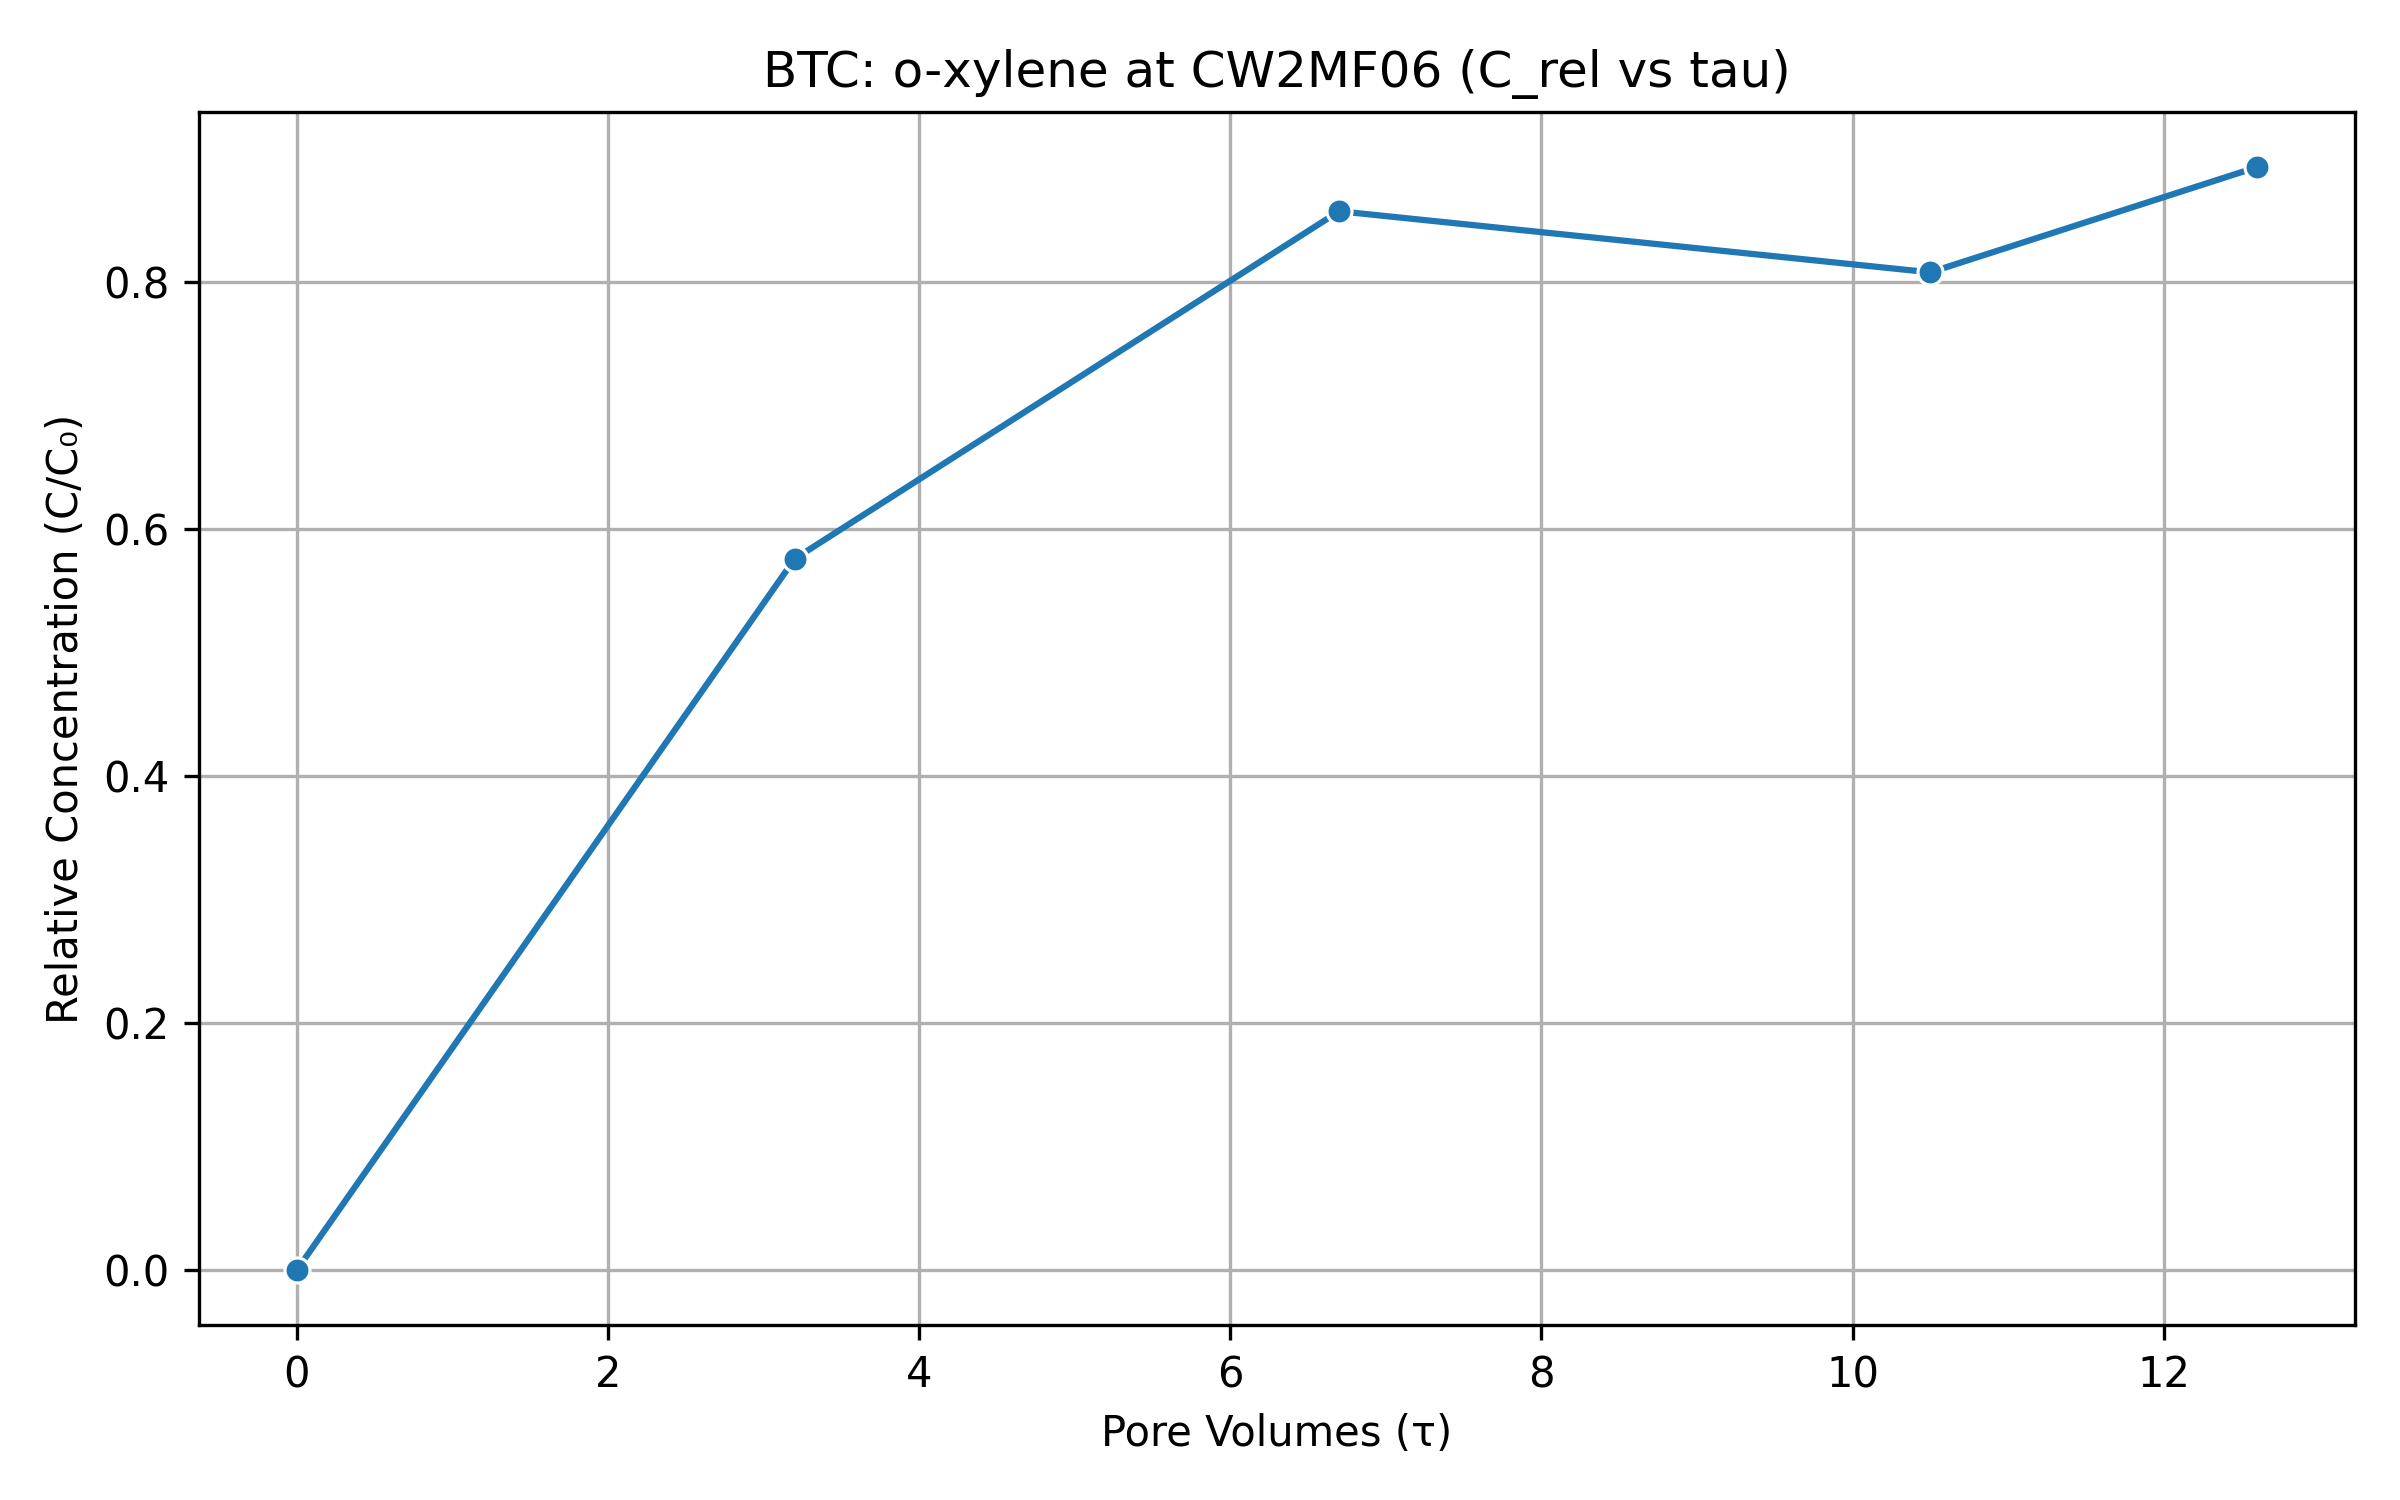 BTC: o-xylene at CW2MF06 (C_rel vs tau)
Relative Concentration (C/C₀)
0.8
0.6
0.4
0.2
0.0
0 2 4 6 8 10 12
Pore Volumes (τ)